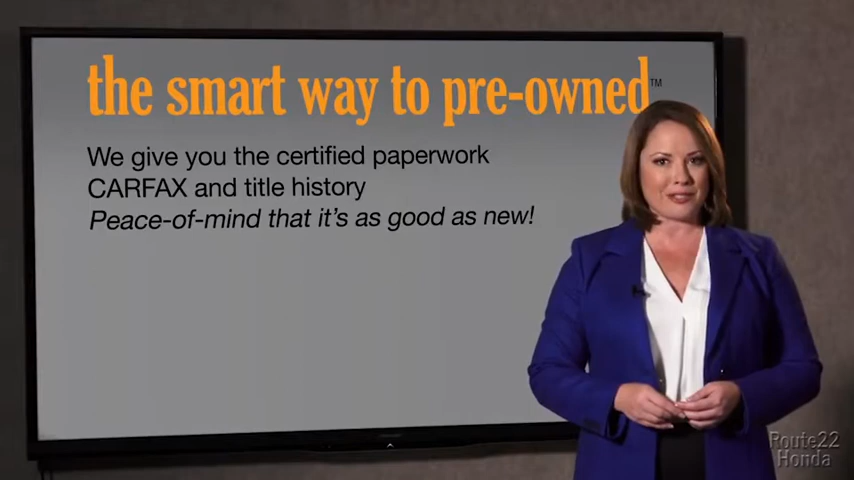 the smart way to pre-owned™
We give you the certified paperwork
CARFAX and title history
Peace-of-mind that it's as good as new!
Route22
Honda